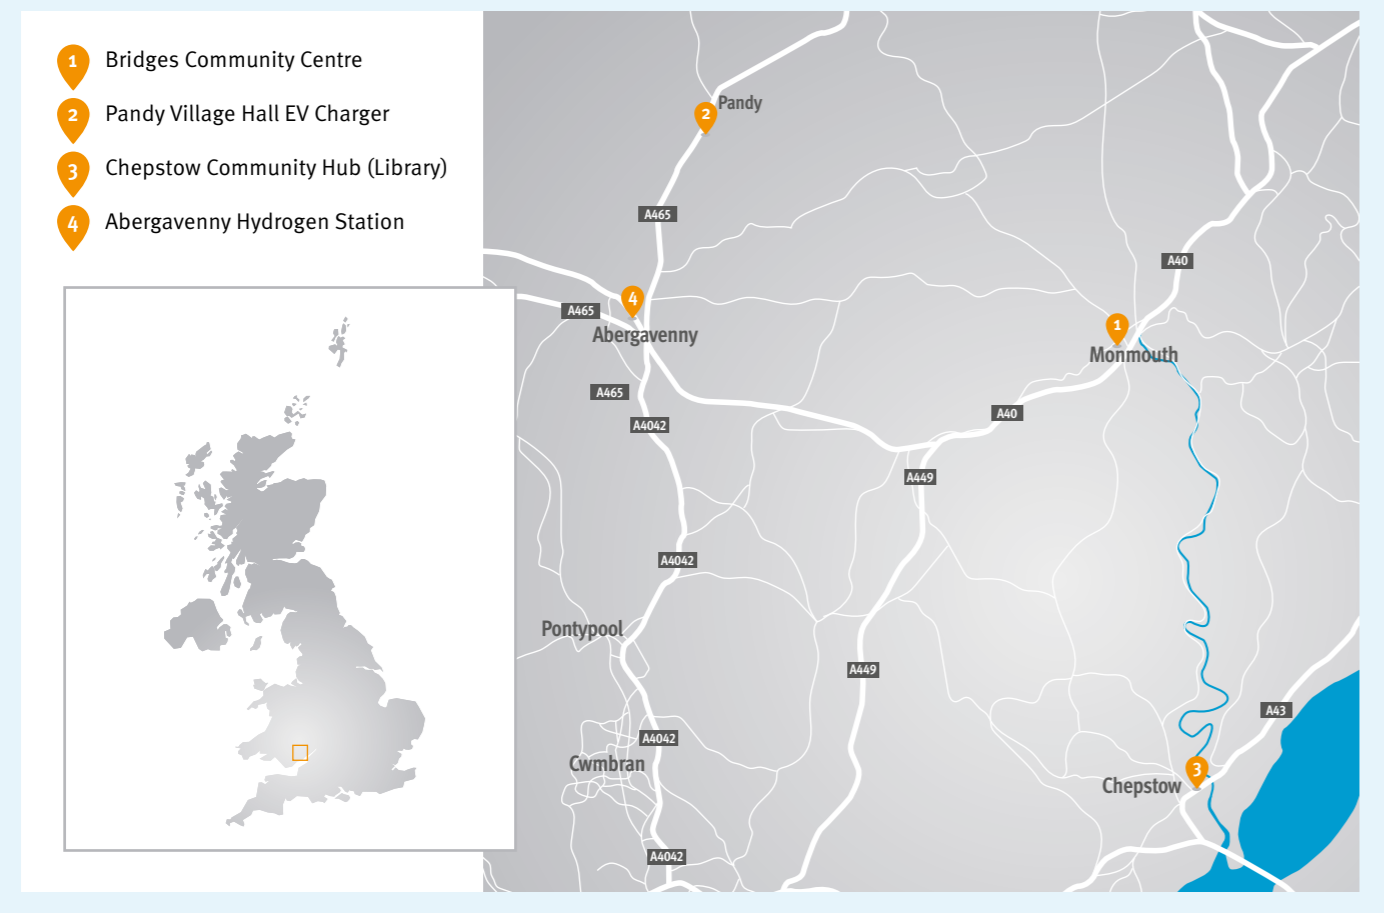 1 Bridges Community Centre
2 Pandy Village Hall EV Charger
3 Chepstow Community Hub (Library)
4 Abergavenny Hydrogen Station
Pandy
2
A465
A40
4
A465
Abergavenny
1
Monmouth
A465
A40
A4042
A449
A4042
Pontypool
A449
A43
A4042
Cwmbran
3
Chepstow
A4042